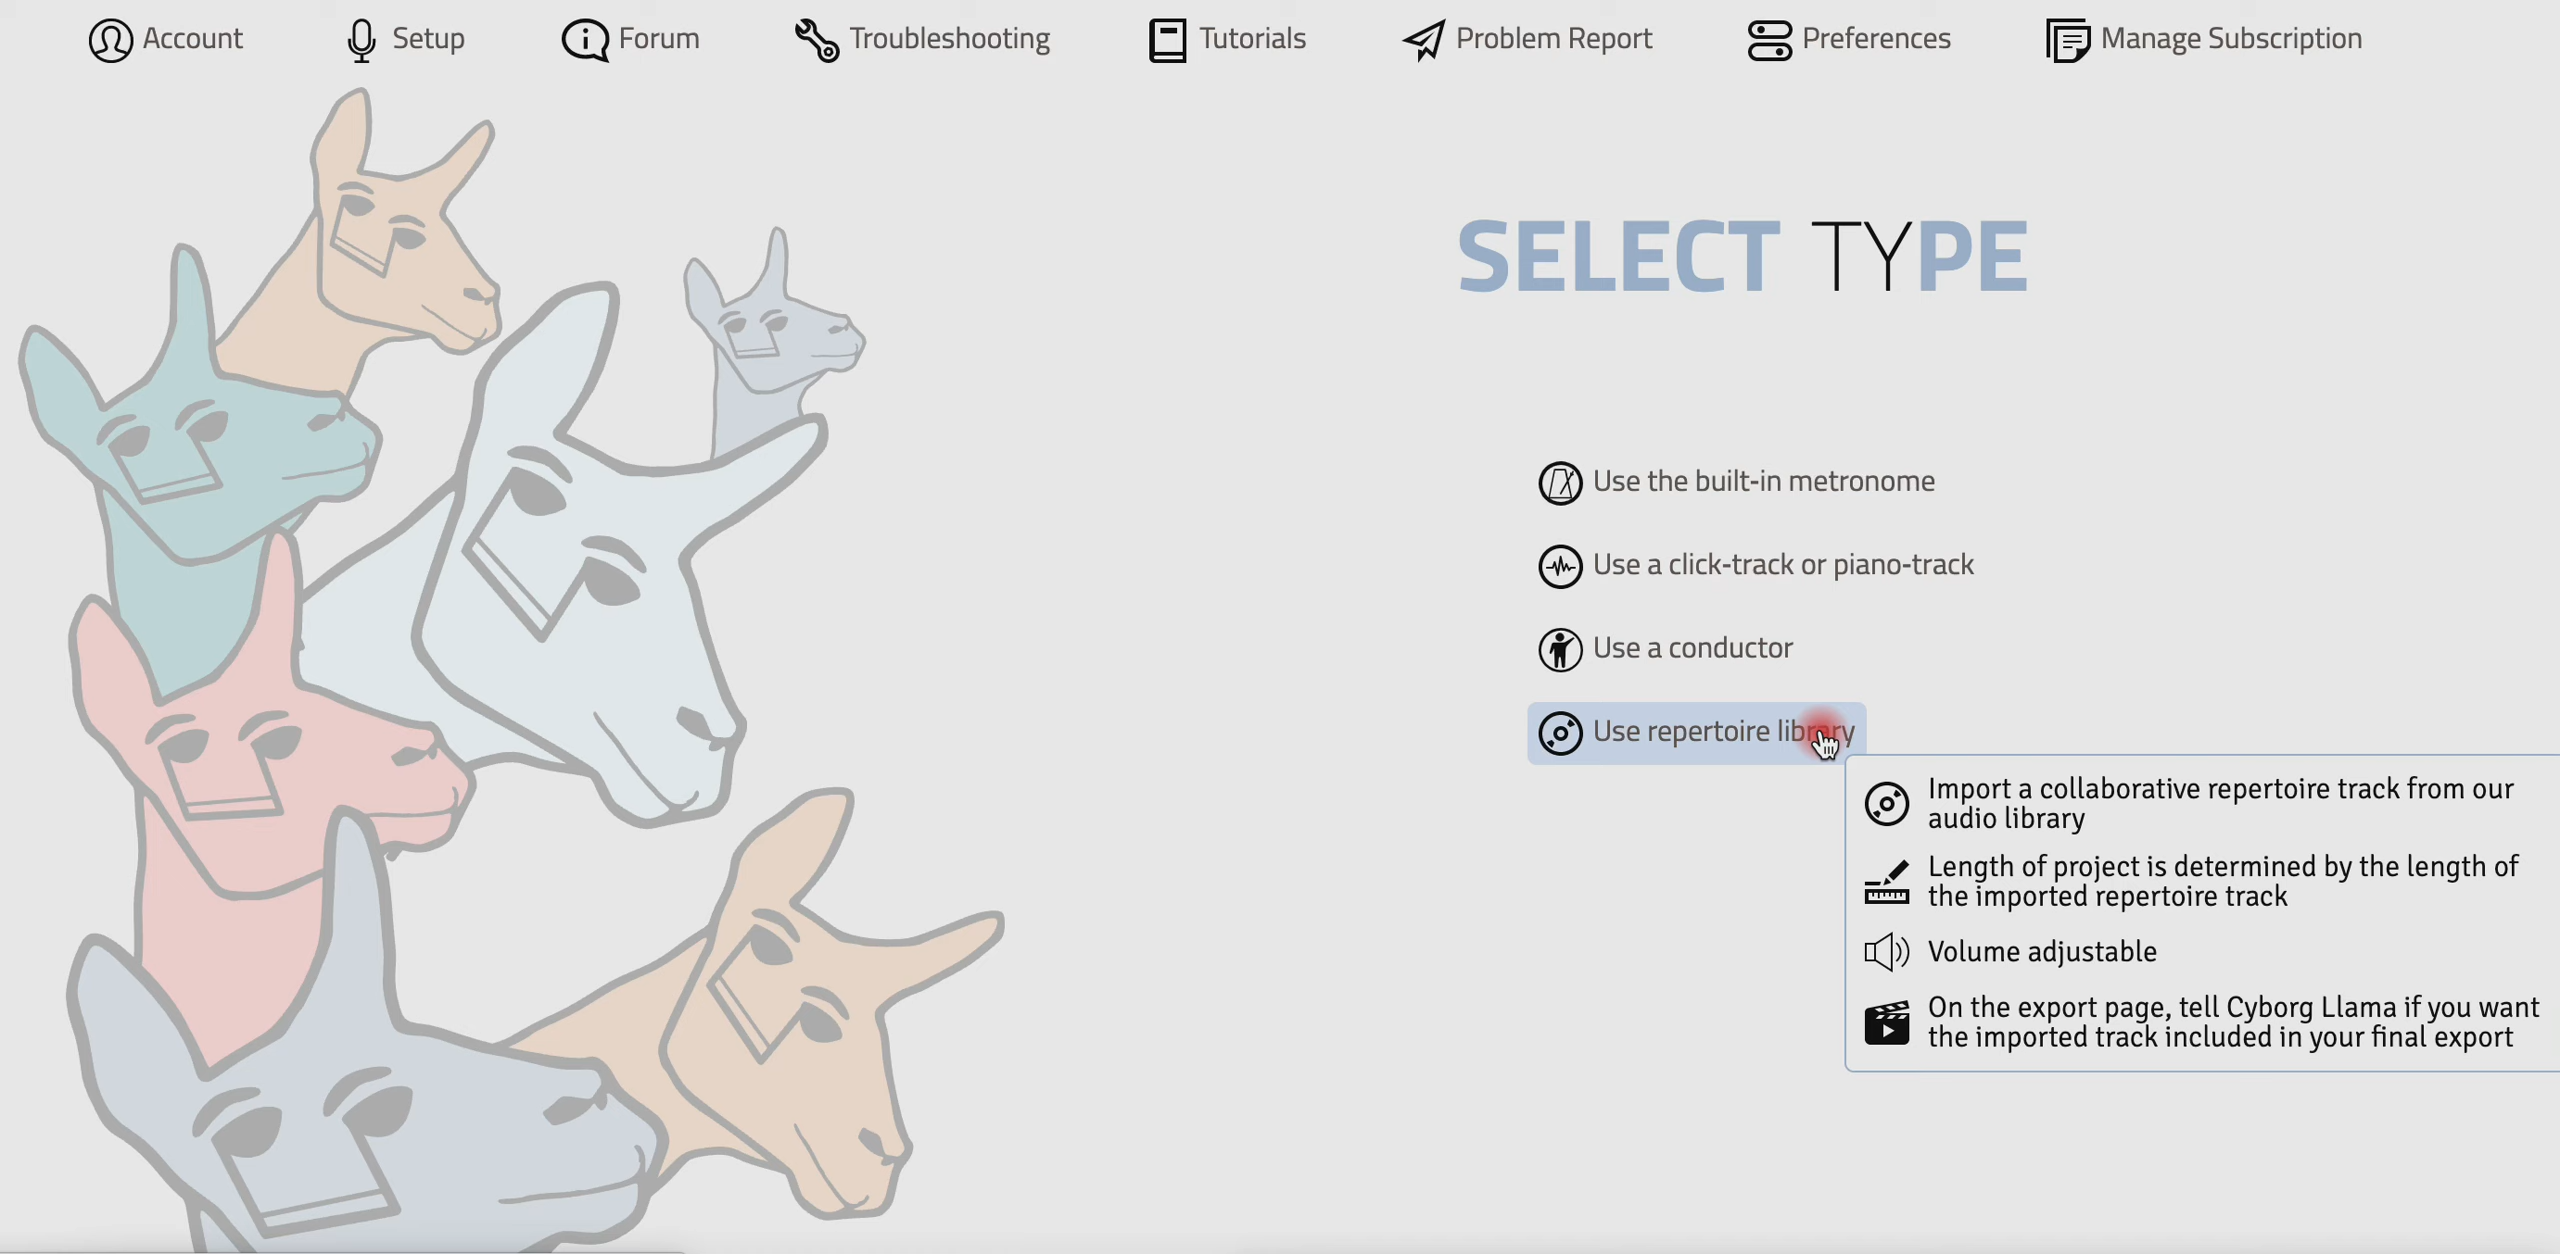 Account
Setup
Forum
Troubleshooting
Tutorials
Problem Report
Preferences
Manage Subscription
SELECT TYPE
Use the built-in metronome
Use a click-track or piano-track
Use a conductor
Use repertoire library
Import a collaborative repertoire track from our
audio library
Length of project is determined by the length of
the imported repertoire track
Volume adjustable
On the export page, tell Cyborg Llama if you want
the imported track included in your final export